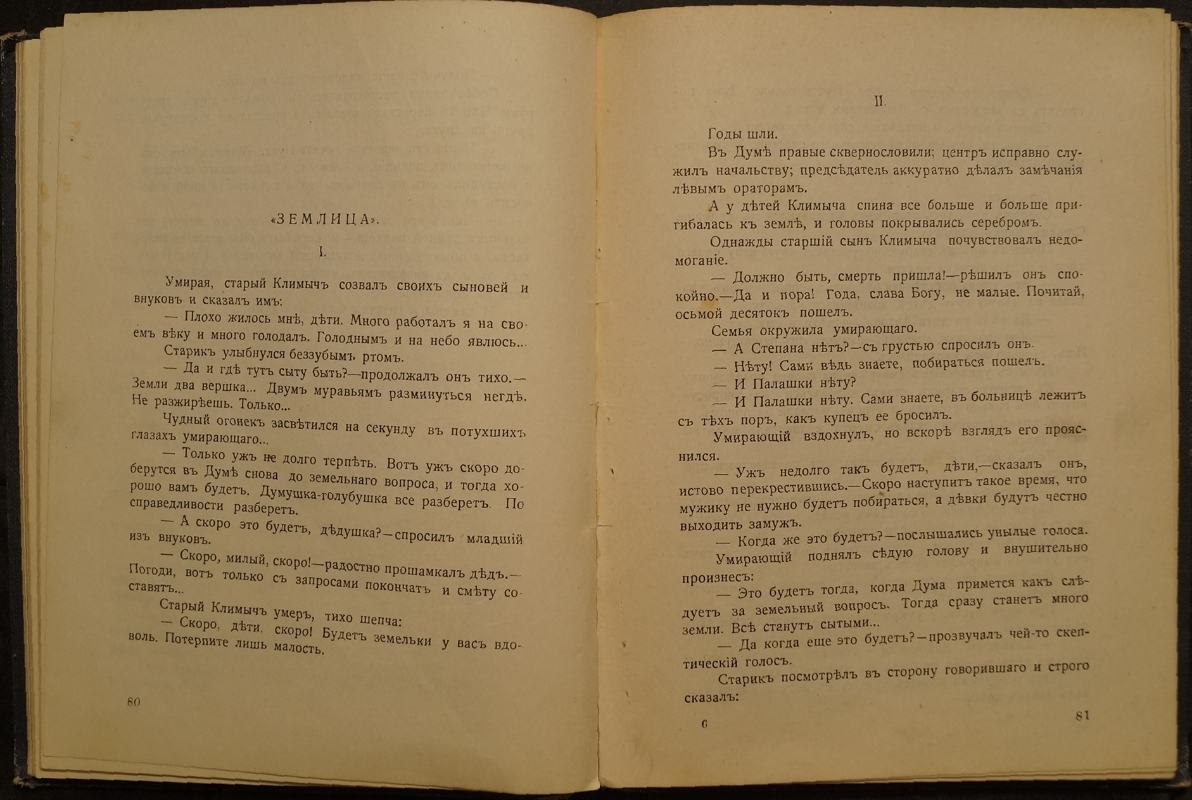 «ЗЕМЛИЦА».
I.
Умирая, старый Климычъ созвалъ своихъ сыновей и
внуковъ и сказалъ имъ:
— Плохо жилось мнѣ, дѣти. Много работалъ я на сво-
емъ вѣку и много голодалъ. Голоднымъ и на небо явлюсь...
Старикъ улыбнулся беззубымъ ртомъ.
— Да и гдѣ тутъ сыту быть?—продолжалъ онъ тихо.—
Земли два вершка... Двумъ муравьямъ разминуться негдѣ.
Не разжирѣешь. Только...
Чудный огонекъ засвѣтился на секунду въ потухшихъ
глазахъ умирающаго...
— Только ужъ не долго терпѣть. Вотъ ужъ скоро до-
берутся въ Думѣ снова до земельнаго вопроса, и тогда хо-
рошо вамъ будетъ. Думушка-голубушка все разберетъ. По
справедливости разберетъ.
— А скоро это будетъ, дѣдушка?—спросилъ младшій
изъ внуковъ.
— Скоро, милый, скоро!—радостно прошамкалъ дѣдъ.—
Погоди, вотъ только съ запросами покончатъ и смѣту со-
ставятъ...
Старый Климычъ умеръ, тихо шепча:
— Скоро, дѣти, скоро! Будетъ земельки у васъ вдо-
воль. Потерпите лишь малость.
80
II.
Годы шли.
Въ Думѣ правые сквернословили; центръ исправно слу-
жилъ начальству; предсѣдатель аккуратно дѣлалъ замѣчанія
лѣвымъ ораторамъ.
А у дѣтей Климыча спина все больше и больше при-
гибалась къ землѣ, и головы покрывались серебромъ.
Однажды старшій сынъ Климыча почувствовалъ недо-
моганіе.
— Должно быть, смерть пришла!—рѣшилъ онъ спо-
койно.—Да и пора! Года, слава Богу, не малые. Почитай,
осьмой десятокъ пошелъ.
Семья окружила умирающаго.
— А Степана нѣтъ?—съ грустью спросилъ онъ.
— Нѣту! Сами вѣдь знаете, побираться пошелъ.
— И Палашки нѣту?
— И Палашки нѣту. Сами знаете, въ больницѣ лежитъ
съ тѣхъ поръ, какъ купецъ ее бросилъ.
Умирающій вздохнулъ, но вскорѣ взглядъ его прояс-
нился.
— Ужъ недолго такъ будетъ, дѣти,—сказалъ онъ,
истово перекрестившись.—Скоро наступитъ такое время, что
мужику не нужно будетъ побираться, а дѣвки будутъ честно
выходить замужъ.
— Когда же это будетъ?—послышались унылые голоса.
Умирающій поднялъ сѣдую голову и внушительно
произнесъ:
— Это будетъ тогда, когда Дума примется какъ слѣ-
дуетъ за земельный вопросъ. Тогда сразу станетъ много
земли. Всѣ станутъ сытыми...
— Да когда еще это будетъ?—прозвучалъ чей-то скеп-
тическій голосъ.
Старикъ посмотрѣлъ въ сторону говорившаго и строго
сказалъ:
6
81